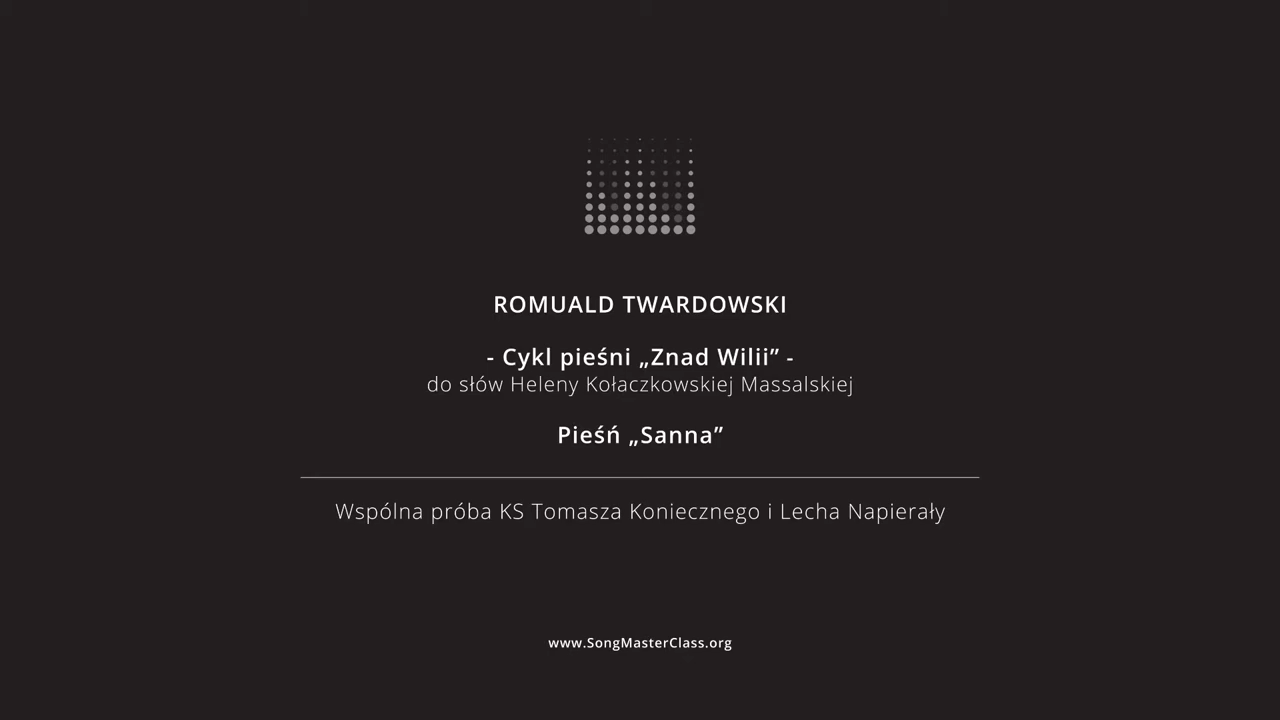 ROMUALD TWARDOWSKI
- Cykl pieśni „Znad Wilii” -
do słów Heleny Kołaczkowskiej Massalskiej
Pieśń „Sanna”
Wspólna próba KS Tomasza Koniecznego i Lecha Napierały
www.SongMasterClass.org